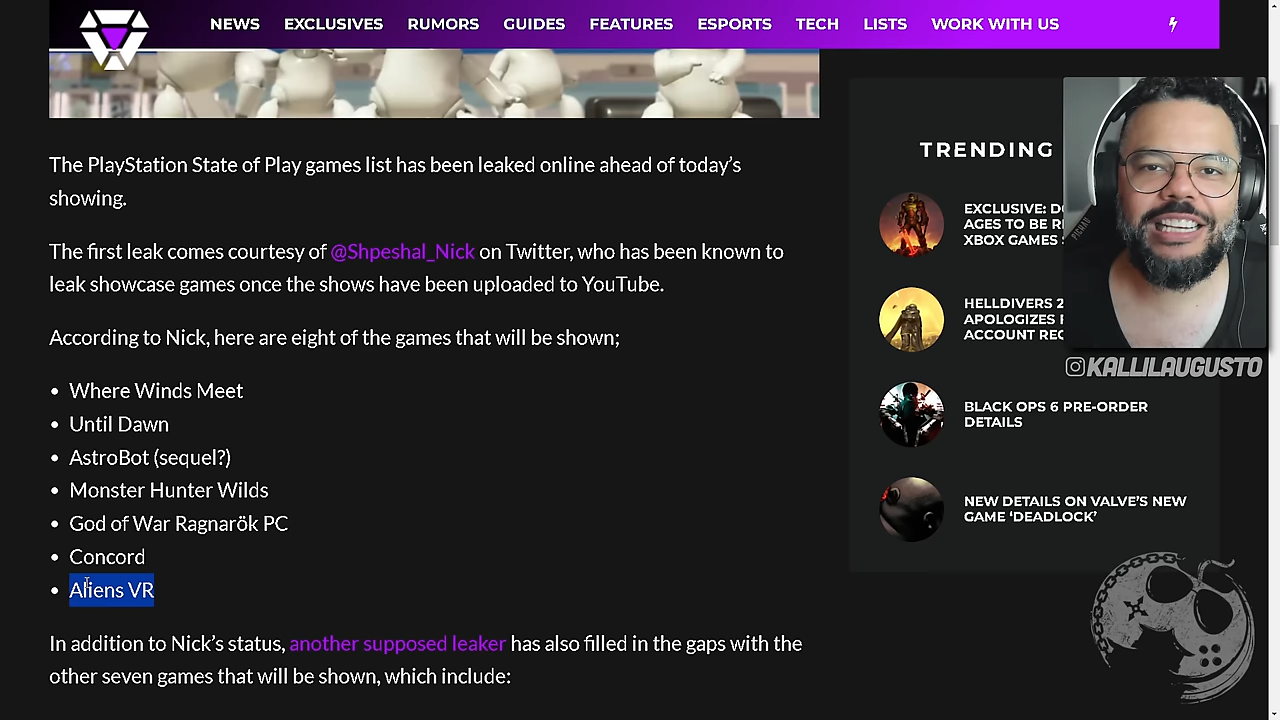 NEWS EXCLUSIVES RUMORS GUIDES FEATURES ESPORTS TECH LISTS WORK WITH US
The PlayStation State of Play games list has been leaked online ahead of today’s
showing.
The first leak comes courtesy of @Shpeshal_Nick on Twitter, who has been known to
leak showcase games once the shows have been uploaded to YouTube.
According to Nick, here are eight of the games that will be shown;
• Where Winds Meet
• Until Dawn
• AstroBot (sequel?)
• Monster Hunter Wilds
• God of War Ragnarök PC
• Concord
• Aliens VR
In addition to Nick’s status, another supposed leaker has also filled in the gaps with the
other seven games that will be shown, which include:
TRENDING
EXCLUSIVE:
AGES TO BE
XBOX GAMES
HELLDIVERS 2
APOLOGIZES
ACCOUNT
BLACK OPS 6 PRE-ORDER
DETAILS
NEW DETAILS ON VALVE’S NEW
GAME ‘DEADLOCK’
KALLILAUGUSTO